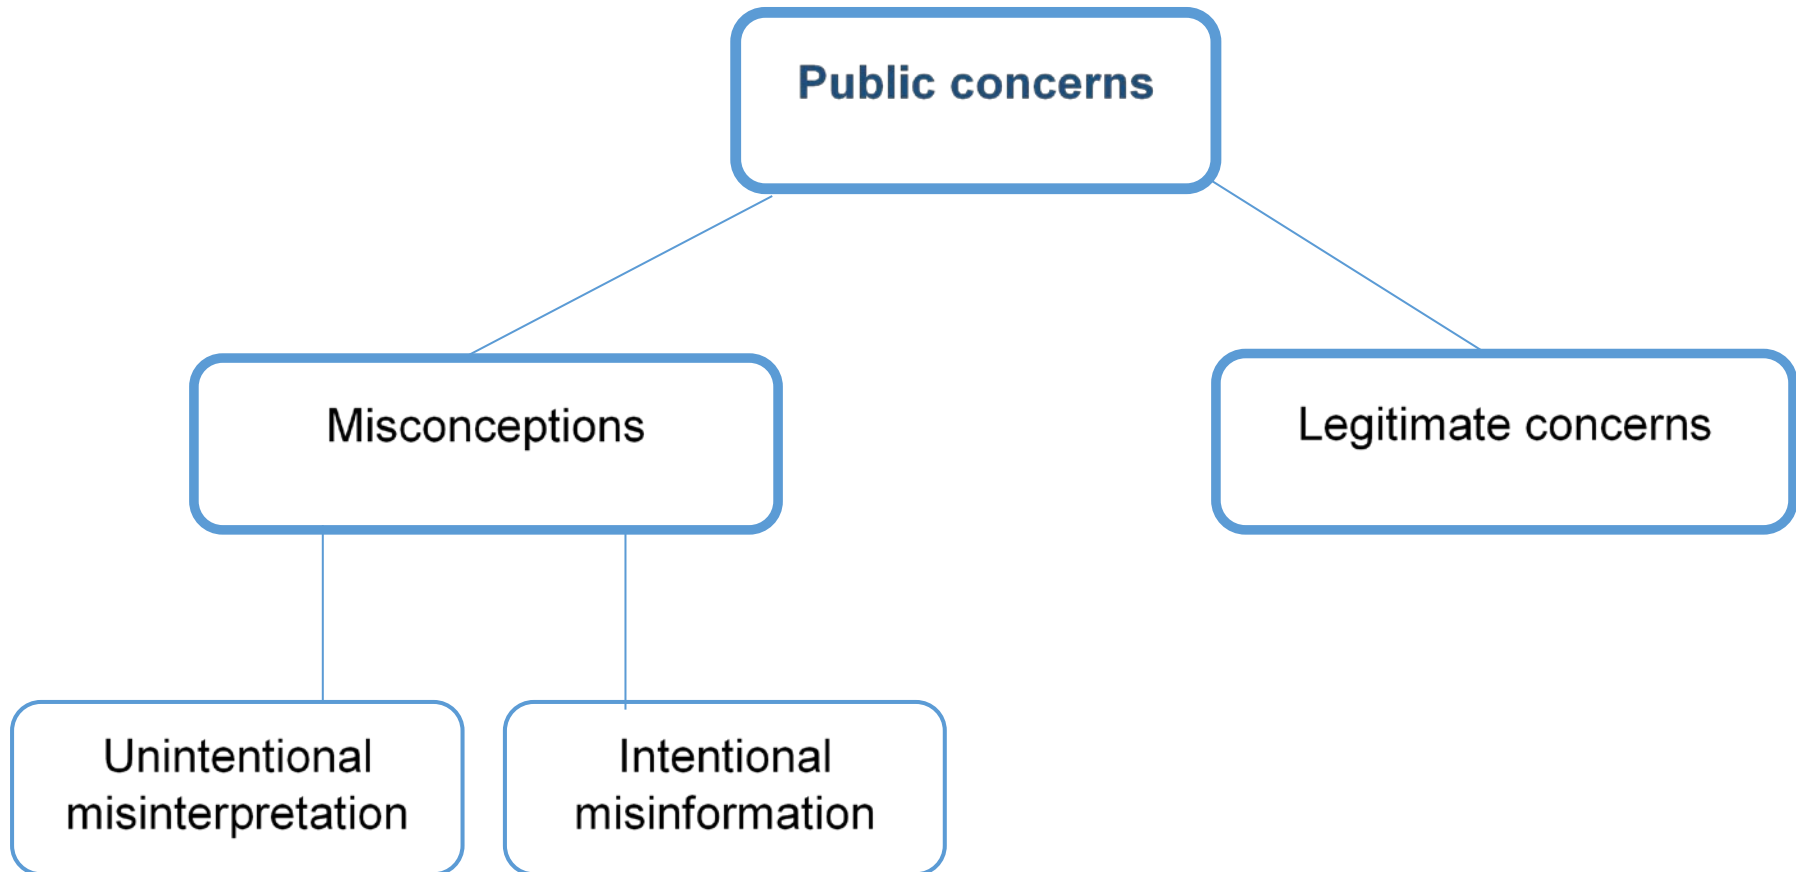 Public concerns
Misconceptions
Legitimate concerns
Unintentional
misinterpretation
Intentional
misinformation